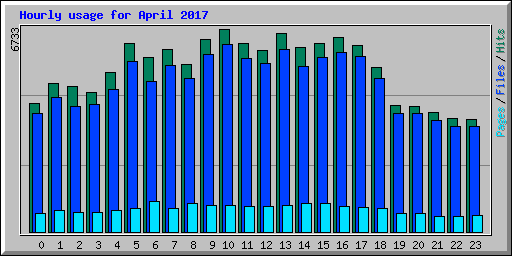 Hourly usage for April 2017
6733
Pages/Files/Hits
0 1 2 3 4 5 6 7 8 9 10 11 12 13 14 15 16 17 18 19 20 21 22 23